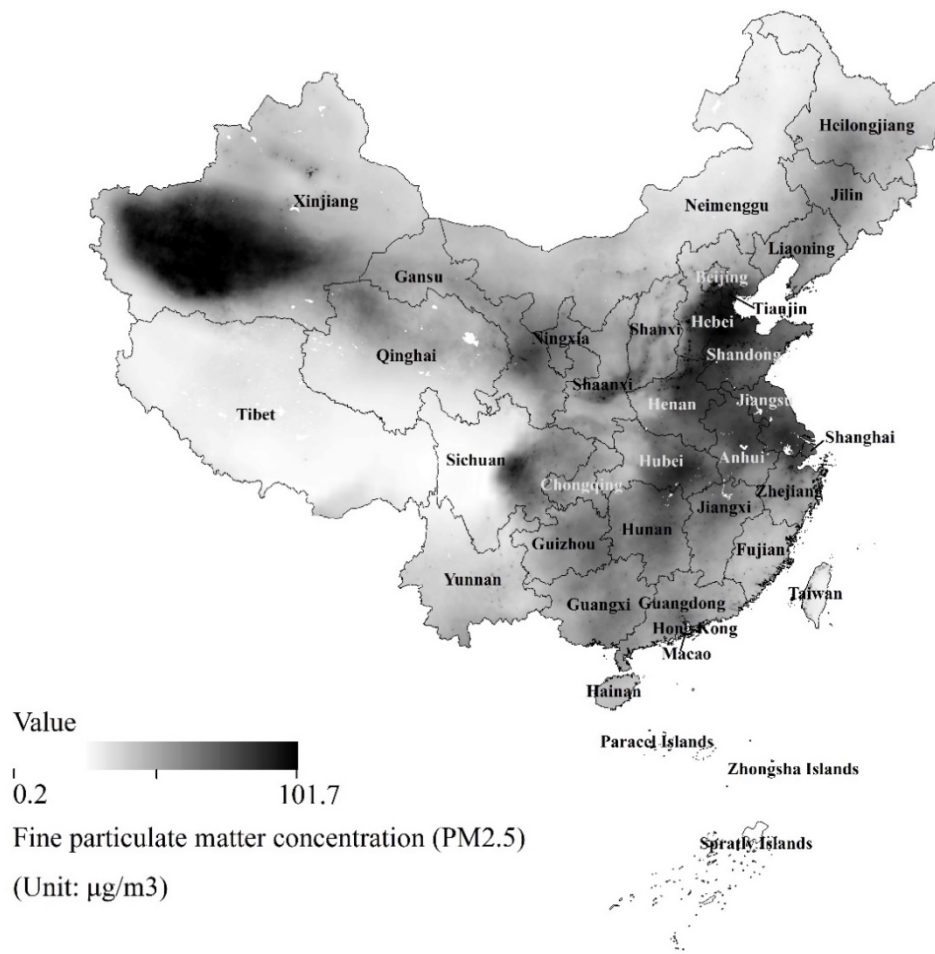 Heilongjiang
Xinjiang
Neimenggu
Jilin
Liaoning
Gansu
Beijing
Tianjin
Hebei
Ningxia
Shanxi
Qinghai
Shandong
Shaanxi
Henan
Jiangsu
Tibet
Shanghai
Sichuan
Hubei
Anhui
Chongqing
Zhejiang
Jiangxi
Hunan
Guizhou
Fujian
Yunnan
Taiwan
Guangxi
Guangdong
Hong Kong
Macao
Hainan
Value
Paracel Islands
Zhongsha Islands
0.2
101.7
Fine particulate matter concentration (PM2.5)
Spratly Islands
(Unit: μg/m3)